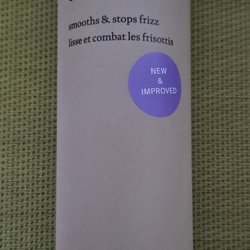 smooths & stops frizz
lisse et combat les frisottis
NEW
&
IMPROVED